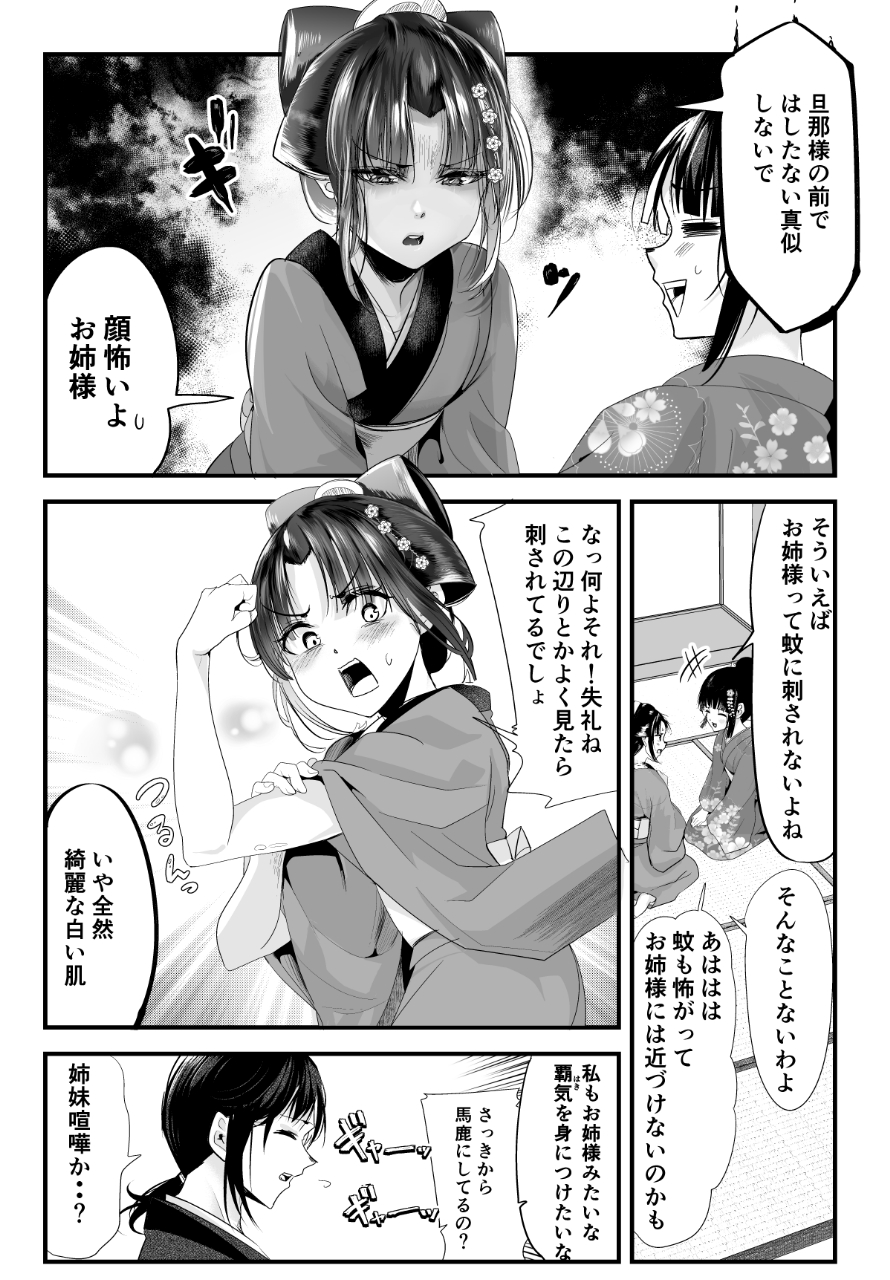 旦那様の前で
はしたない真似
しないで
ギ
ロ
ゴッ
顔怖いよ
お姉様
そういえば
お姉様って蚊に刺されないよね
そんなことないわよ
あははは
蚊も怖がって
お姉様には近づけないのかも
なっ何よそれ！失礼ね
この辺りとかよく見たら
刺されてるでしょ
つるんっ
いや全然
綺麗な白い肌
私もお姉様みたいな
覇気を身につけたいな
はき
さっきから
馬鹿にしてるの？
ギャーッ
ギャーッ
姉妹喧嘩か・・？